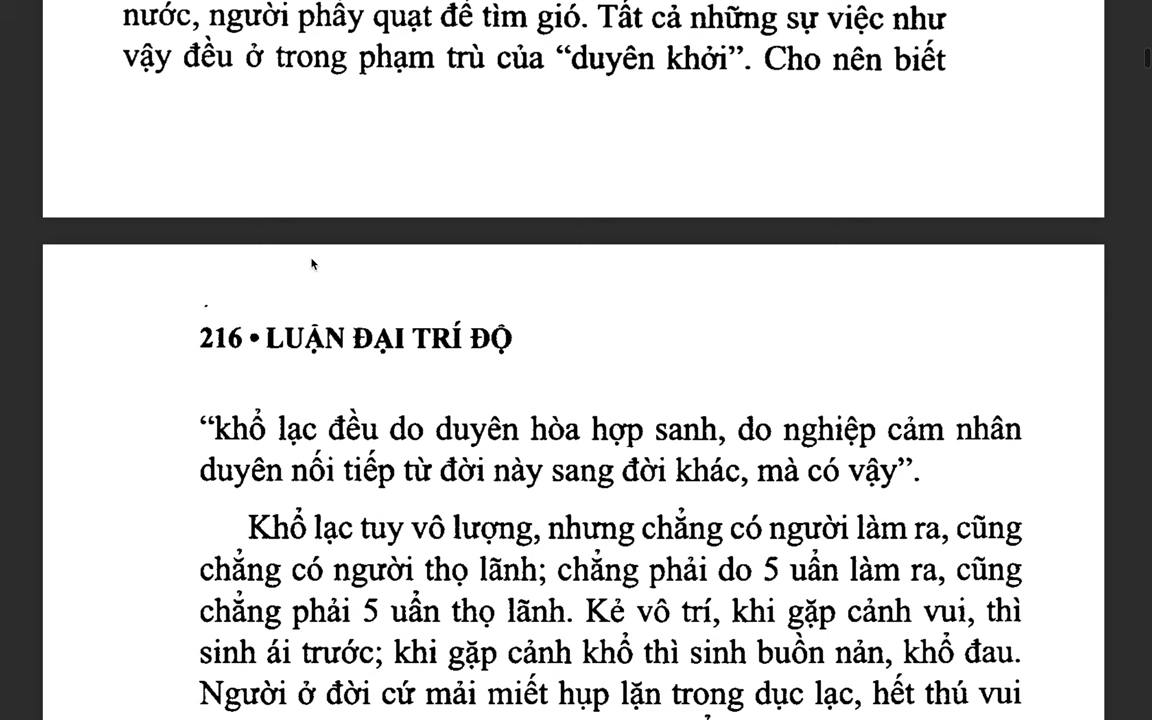 nước, người phẩy quạt để tìm gió. Tất cả những sự việc như
vậy đều ở trong phạm trù của “duyên khởi”. Cho nên biết
216 • LUẬN ĐẠI TRÍ ĐỘ
“khổ lạc đều do duyên hòa hợp sanh, do nghiệp cảm nhân
duyên nối tiếp từ đời này sang đời khác, mà có vậy”.
Khổ lạc tuy vô lượng, nhưng chẳng có người làm ra, cũng
chẳng có người thọ lãnh; chẳng phải do 5 uẩn làm ra, cũng
chẳng phải 5 uẩn thọ lãnh. Kẻ vô trí, khi gặp cảnh vui, thì
sinh ái trước; khi gặp cảnh khổ thì sinh buồn nản, khổ đau.
Người ở đời cứ mải miết hụp lặn trong dục lạc, hết thú vui